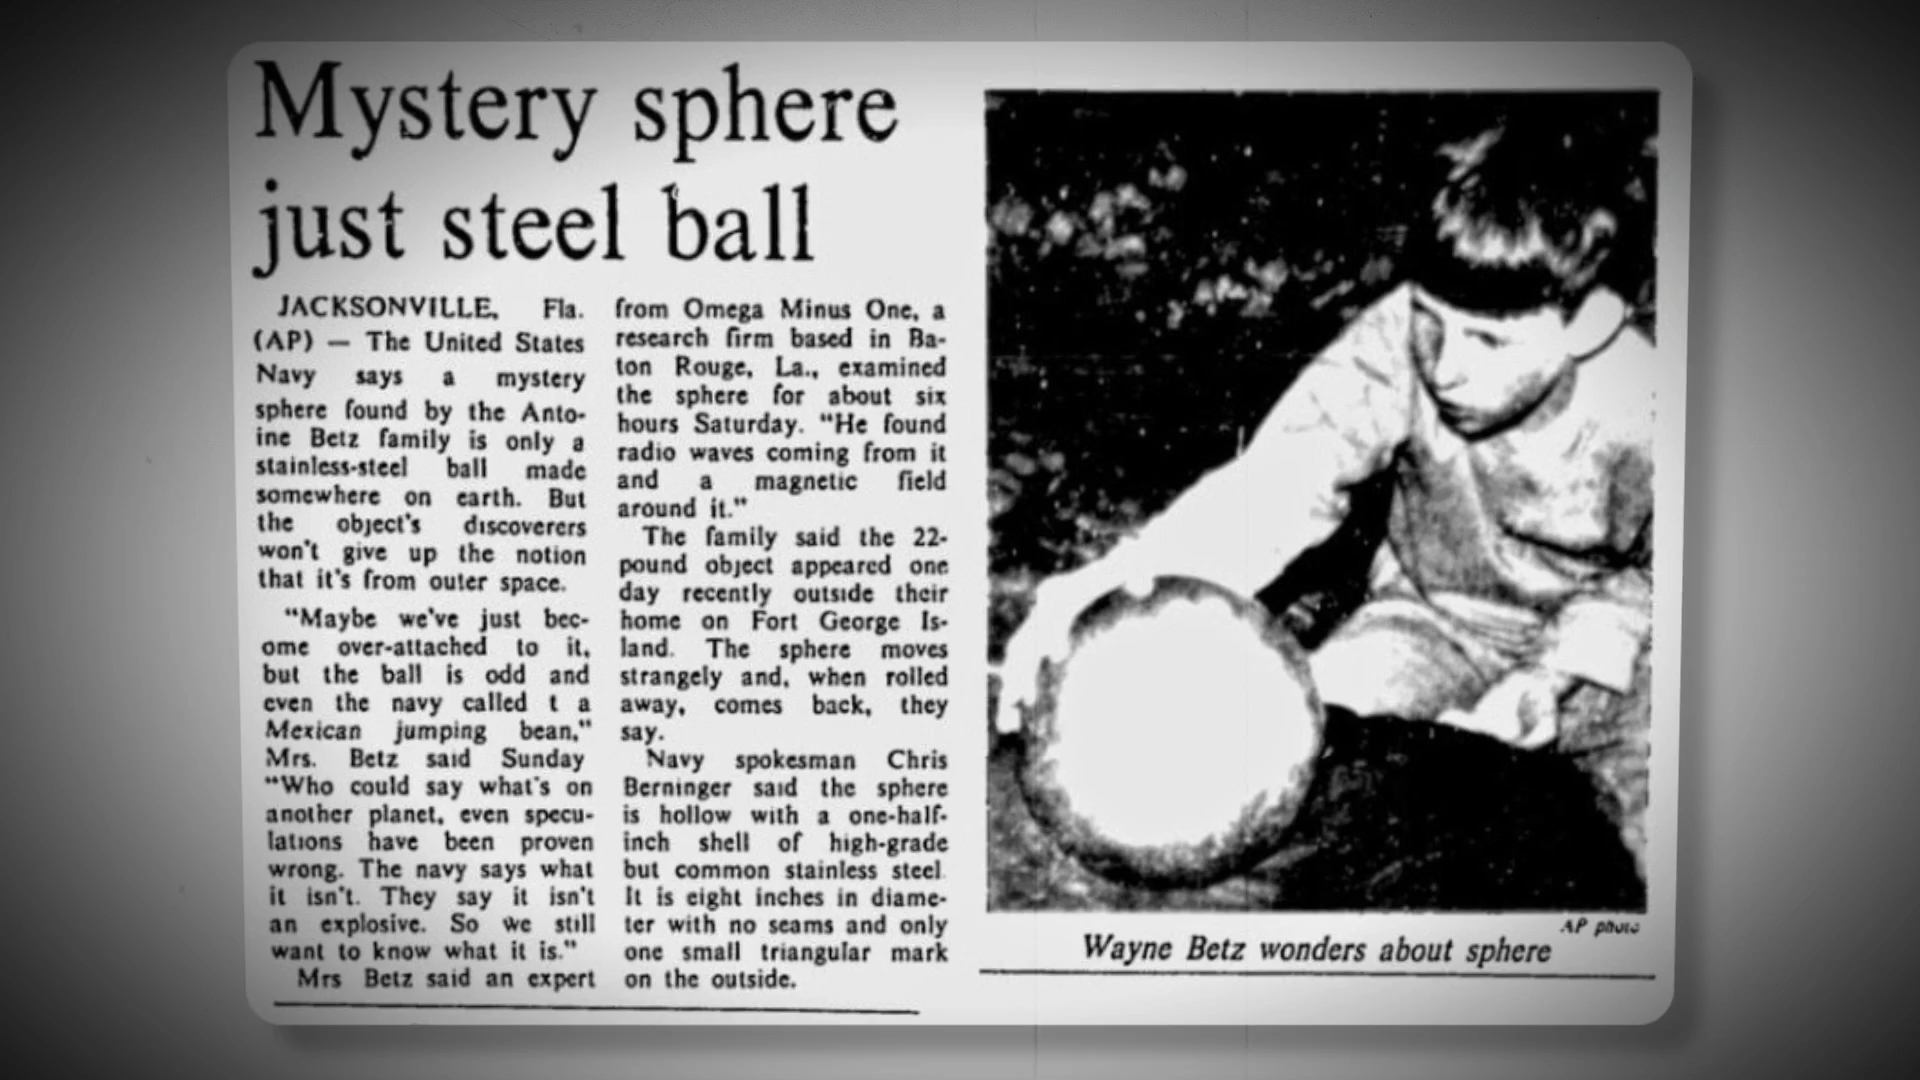 Mystery sphere
just steel ball
JACKSONVILLE, Fla.
(AP) — The United States
Navy says a mystery
sphere found by the Anto-
ine Betz family is only a
stainless-steel ball made
somewhere on earth. But
the object's discoverers
won't give up the notion
that it's from outer space.
"Maybe we've just bec-
ome over-attached to it,
but the ball is odd and
even the navy called t a
Mexican jumping bean,"
Mrs. Betz said Sunday
"Who could say what's on
another planet, even specu-
lations have been proven
wrong. The navy says what
it isn't. They say it isn't
an explosive. So we still
want to know what it is."
Mrs Betz said an expert
from Omega Minus One, a
research firm based in Ba-
ton Rouge, La., examined
the sphere for about six
hours Saturday. "He found
radio waves coming from it
and a magnetic field
around it."
The family said the 22-
pound object appeared one
day recently outside their
home on Fort George Is-
land. The sphere moves
strangely and, when rolled
away, comes back, they
say.
Navy spokesman Chris
Berninger said the sphere
is hollow with a one-half-
inch shell of high-grade
but common stainless steel.
It is eight inches in diame-
ter with no seams and only
one small triangular mark
on the outside.
AP photo
Wayne Betz wonders about sphere